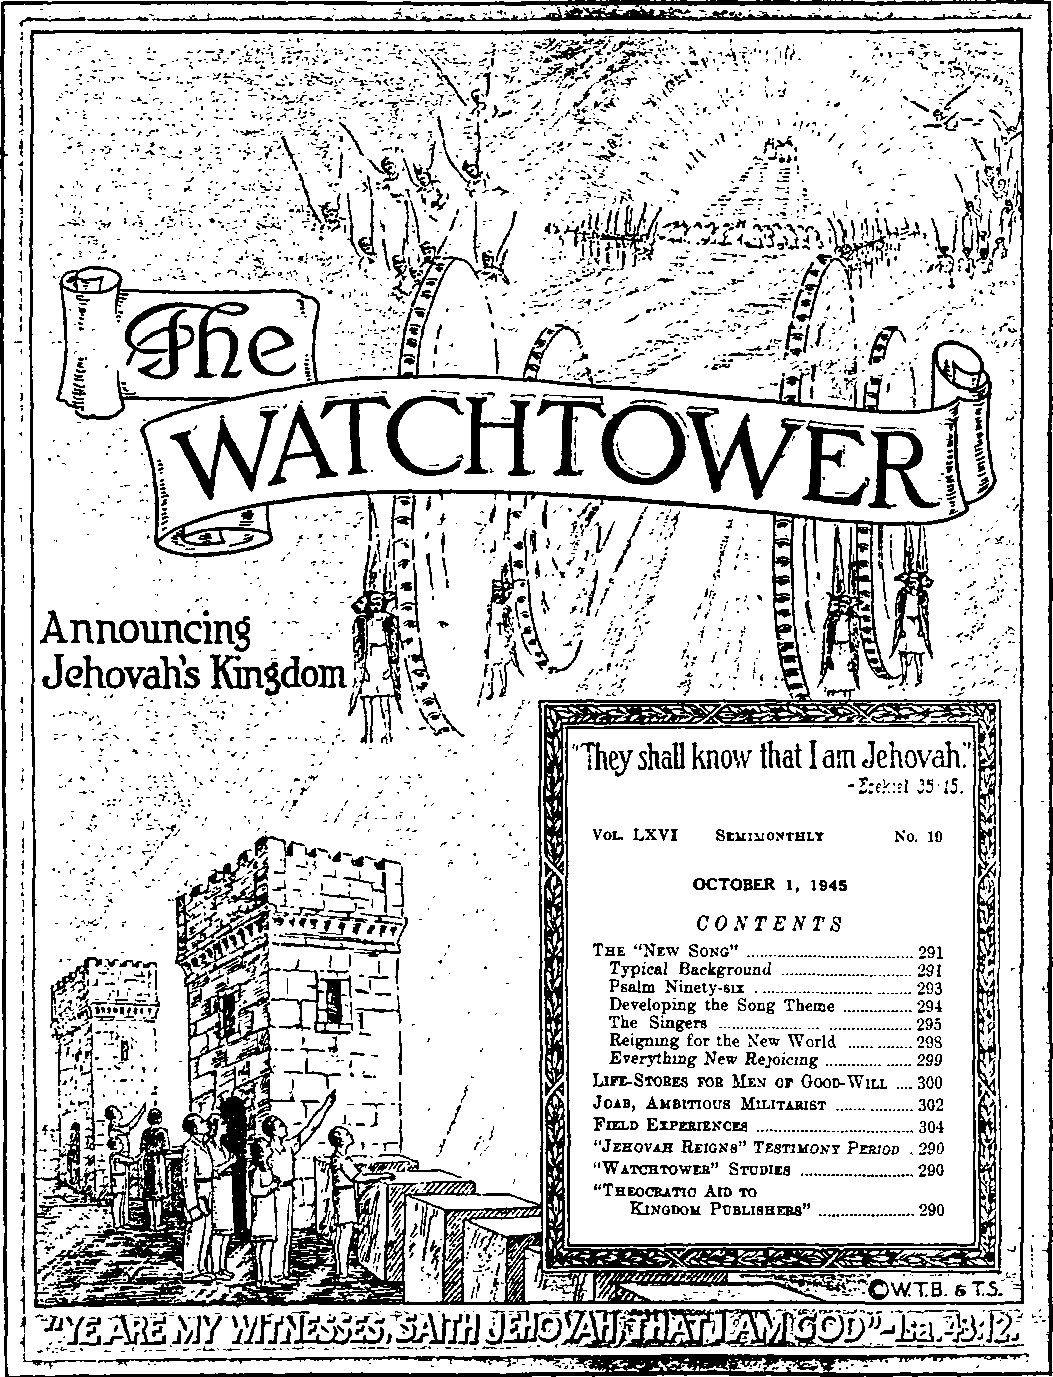 The
WATCHTOWER
Announcing
Jehovah's Kingdom
"They shall know that I am Jehovah."
- Ezekiel 35:15.
VOL. LXVI SEMIMONTHLY No. 19
OCTOBER 1, 1945
CONTENTS
THE "NEW SONG" ........ 291
Typical Background ........ 291
Psalm Ninety-six ........ 293
Developing the Song Theme ........ 294
The Singers ........ 295
Reigning for the New World ........ 298
Everything New Rejoicing ........ 299
LIFE-STORES FOR MEN OF GOOD-WILL .... 300
JOAB, AMBITIOUS MILITARIST ........ 302
FIELD EXPERIENCES ........ 304
"JEHOVAH REIGNS" TESTIMONY PERIOD . 290
"WATCHTOWER" STUDIES ........ 290
"THEOCRATIC AID TO
KINGDOM PUBLISHERS" ........ 290
©W.T.B. & T.S.
"YE ARE MY WITNESSES, SAITH JEHOVAH, THAT I AM GOD"-Isa. 43:12.